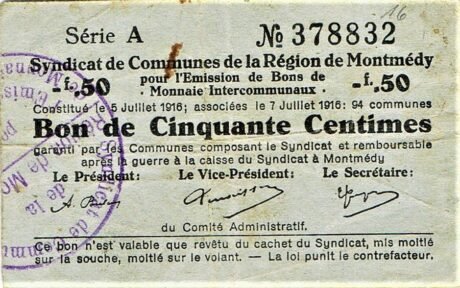 16
Série A
№ 378832
Syndicat de Communes de la Région de Montmédy
-f.50
pour l'Emission de Bons de
-f.50
Monnaie Intercommunaux
Constitué le 5 Juillet 1916; associées le 7 Juillet 1916: 94 communes
Bon de Cinquante Centimes
garanti par les Communes composant le Syndicat et remboursable
après la guerre à la caisse du Syndicat à Montmédy
Le Président:
Le Vice-Président:
Le Secrétaire:
du Comité Administratif.
Ce bon n'est valable que revêtu du cachet du Syndicat, mis moitié
sur la souche, moitié sur le volant. — La loi punit le contrefacteur.